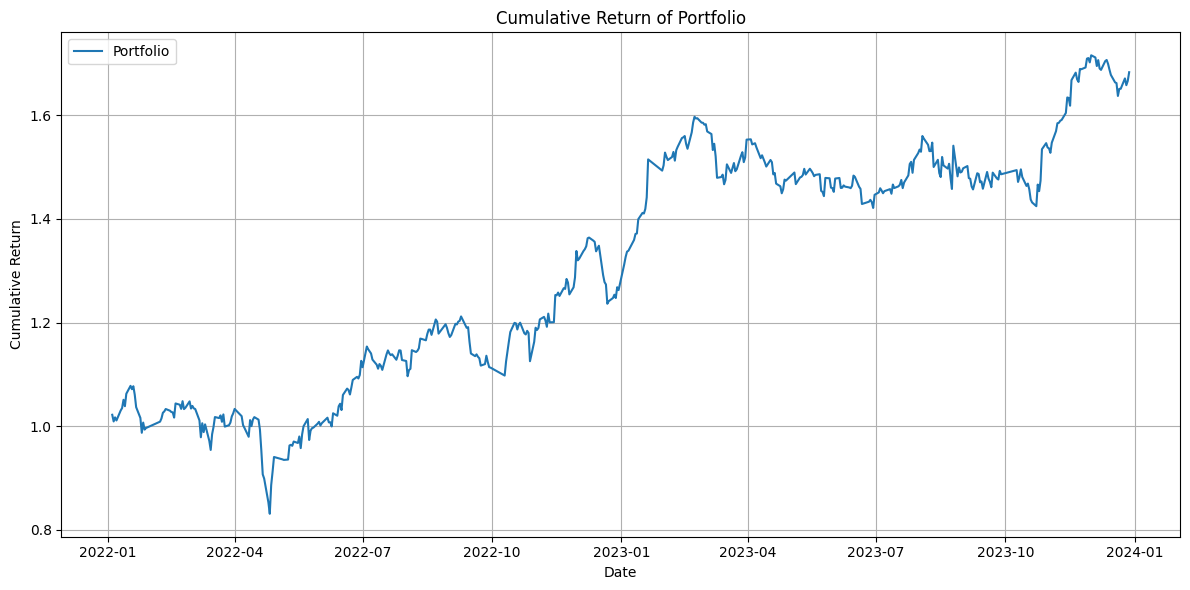 Cumulative Return of Portfolio
Portfolio
Cumulative Return
1.6
1.4
1.2
1.0
0.8
2022-01 2022-04 2022-07 2022-10 2023-01 2023-04 2023-07 2023-10 2024-01
Date